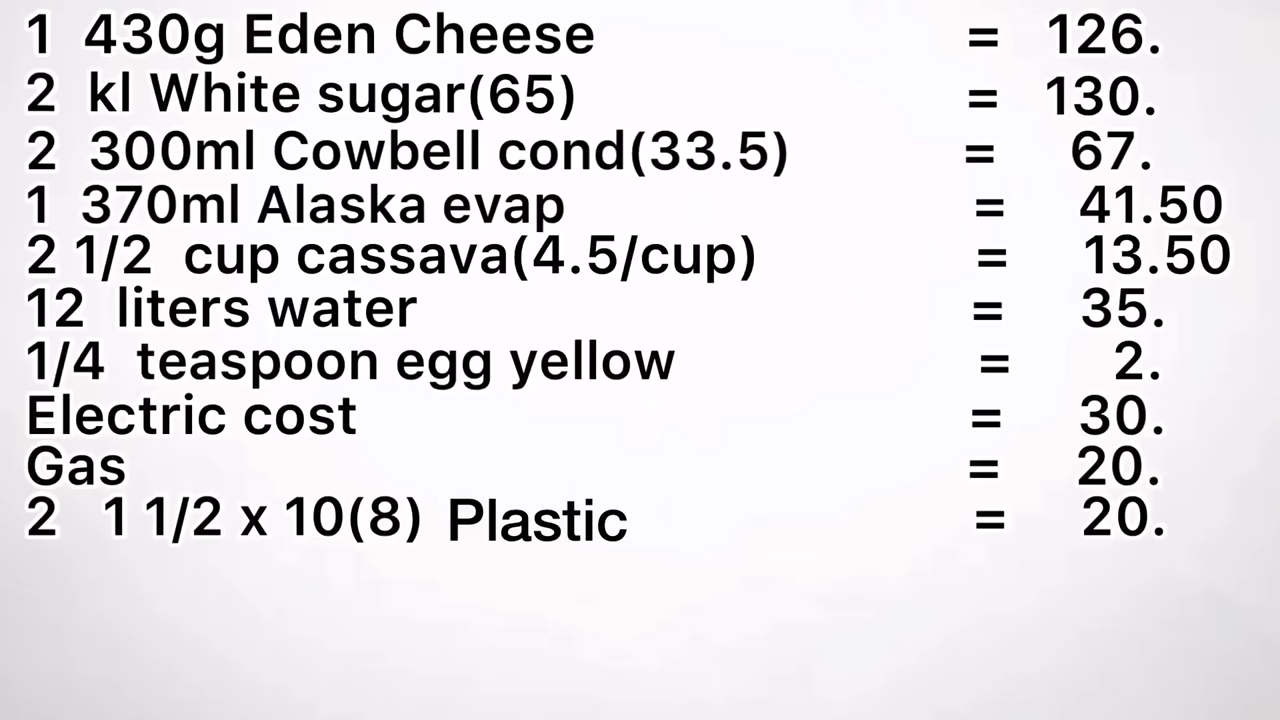 1 430g Eden Cheese = 126.
2 kl White sugar(65) = 130.
2 300ml Cowbell cond(33.5) = 67.
1 370ml Alaska evap = 41.50
2 1/2 cup cassava(4.5/cup) = 13.50
12 liters water = 35.
1/4 teaspoon egg yellow = 2.
Electric cost = 30.
Gas = 20.
2 1 1/2 x 10(8) Plastic = 20.